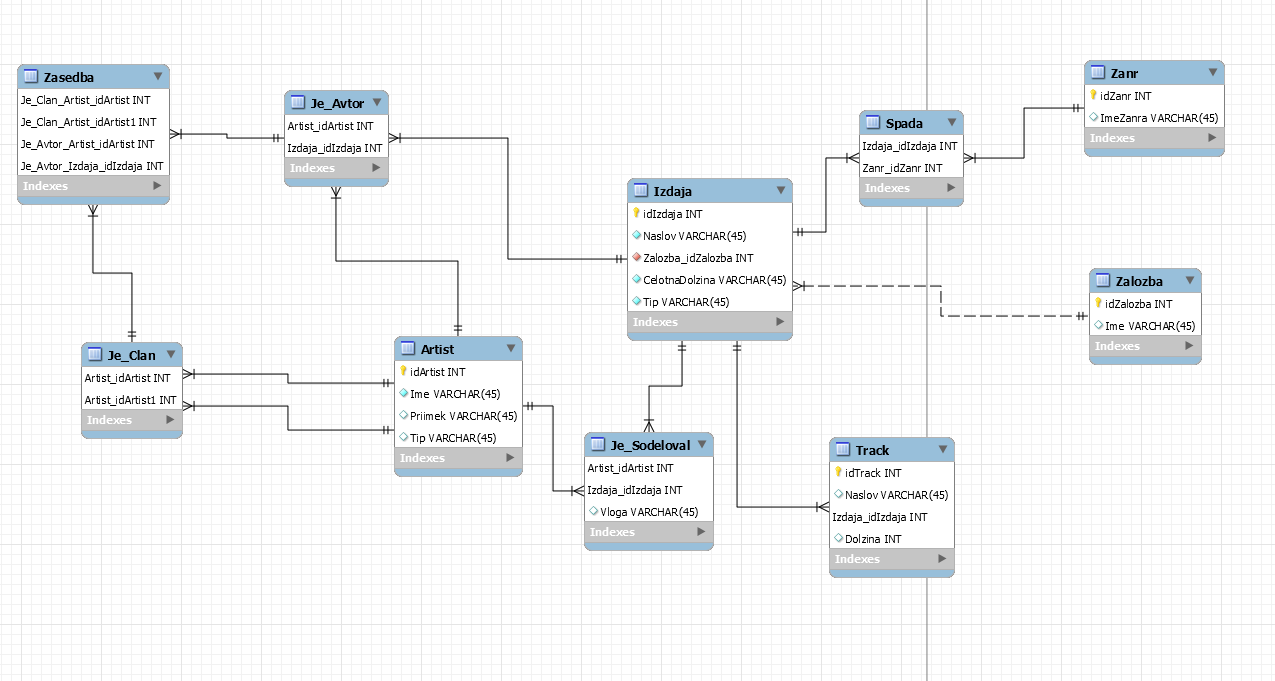 Zasedba
Je_Clan_Artist_idArtist INT
Je_Clan_Artist_idArtist1 INT
Je_Avtor_Artist_idArtist INT
Je_Avtor_Izdaja_idIzdaja INT
Indexes
Je_Avtor
Artist_idArtist INT
Izdaja_idIzdaja INT
Indexes
Izdaja
idIzdaja INT
Naslov VARCHAR(45)
Zalozba_idZalozba INT
CelotnaDolzina VARCHAR(45)
Tip VARCHAR(45)
Indexes
Spada
Izdaja_idIzdaja INT
Zanr_idZanr INT
Indexes
Zanr
idZanr INT
ImeZanra VARCHAR(45)
Indexes
Zalozba
idZalozba INT
Ime VARCHAR(45)
Indexes
Je_Clan
Artist_idArtist INT
Artist_idArtist1 INT
Indexes
Artist
idArtist INT
Ime VARCHAR(45)
Priimek VARCHAR(45)
Tip VARCHAR(45)
Indexes
Je_Sodeloval
Artist_idArtist INT
Izdaja_idIzdaja INT
Vloga VARCHAR(45)
Indexes
Track
idTrack INT
Naslov VARCHAR(45)
Izdaja_idIzdaja INT
Dolzina INT
Indexes